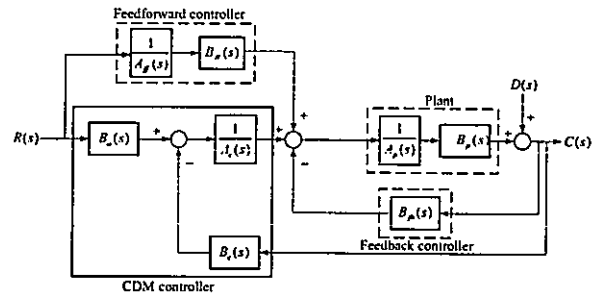 Feedforward controller
1
A_ff(s)
B_ff(s)
D(s)
Plant
R(s)
B_a(s)
+
−
1
A_c(s)
+
+
−
1
A_p(s)
B_p(s)
+
+
C(s)
B_fb(s)
Feedback controller
B_c(s)
CDM controller